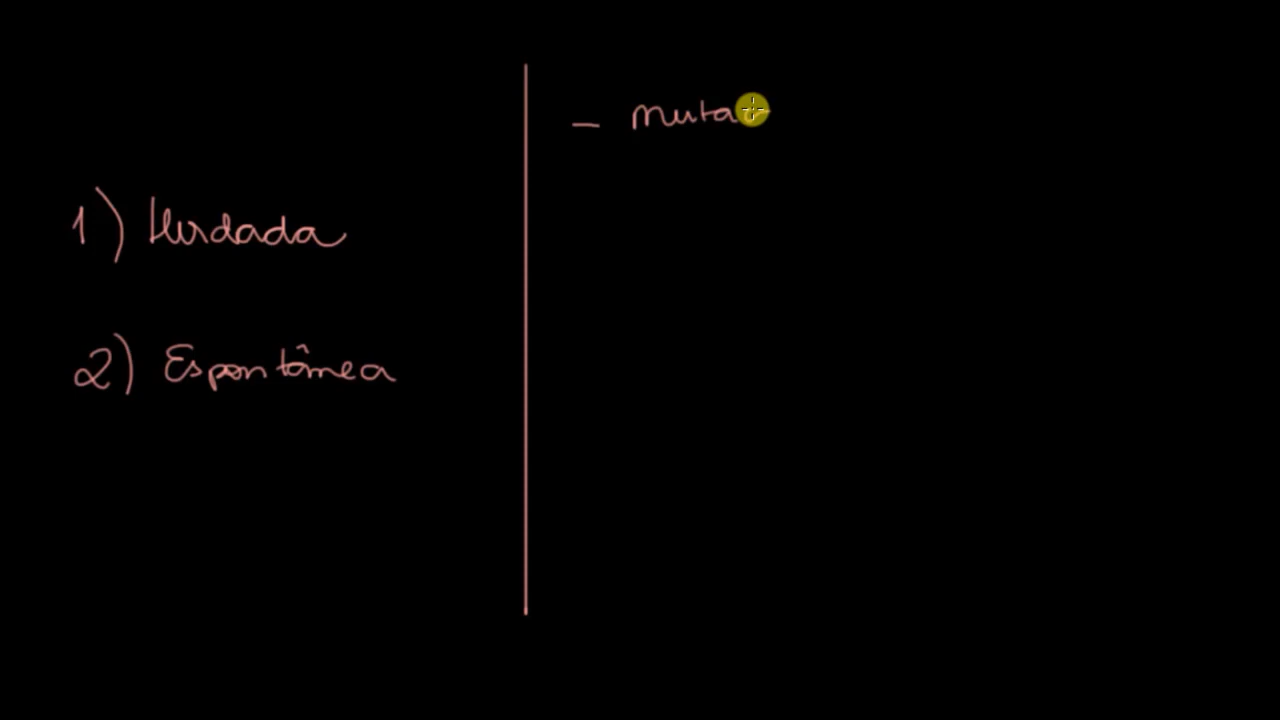 1) Herdada
2) Espontânea
– muta